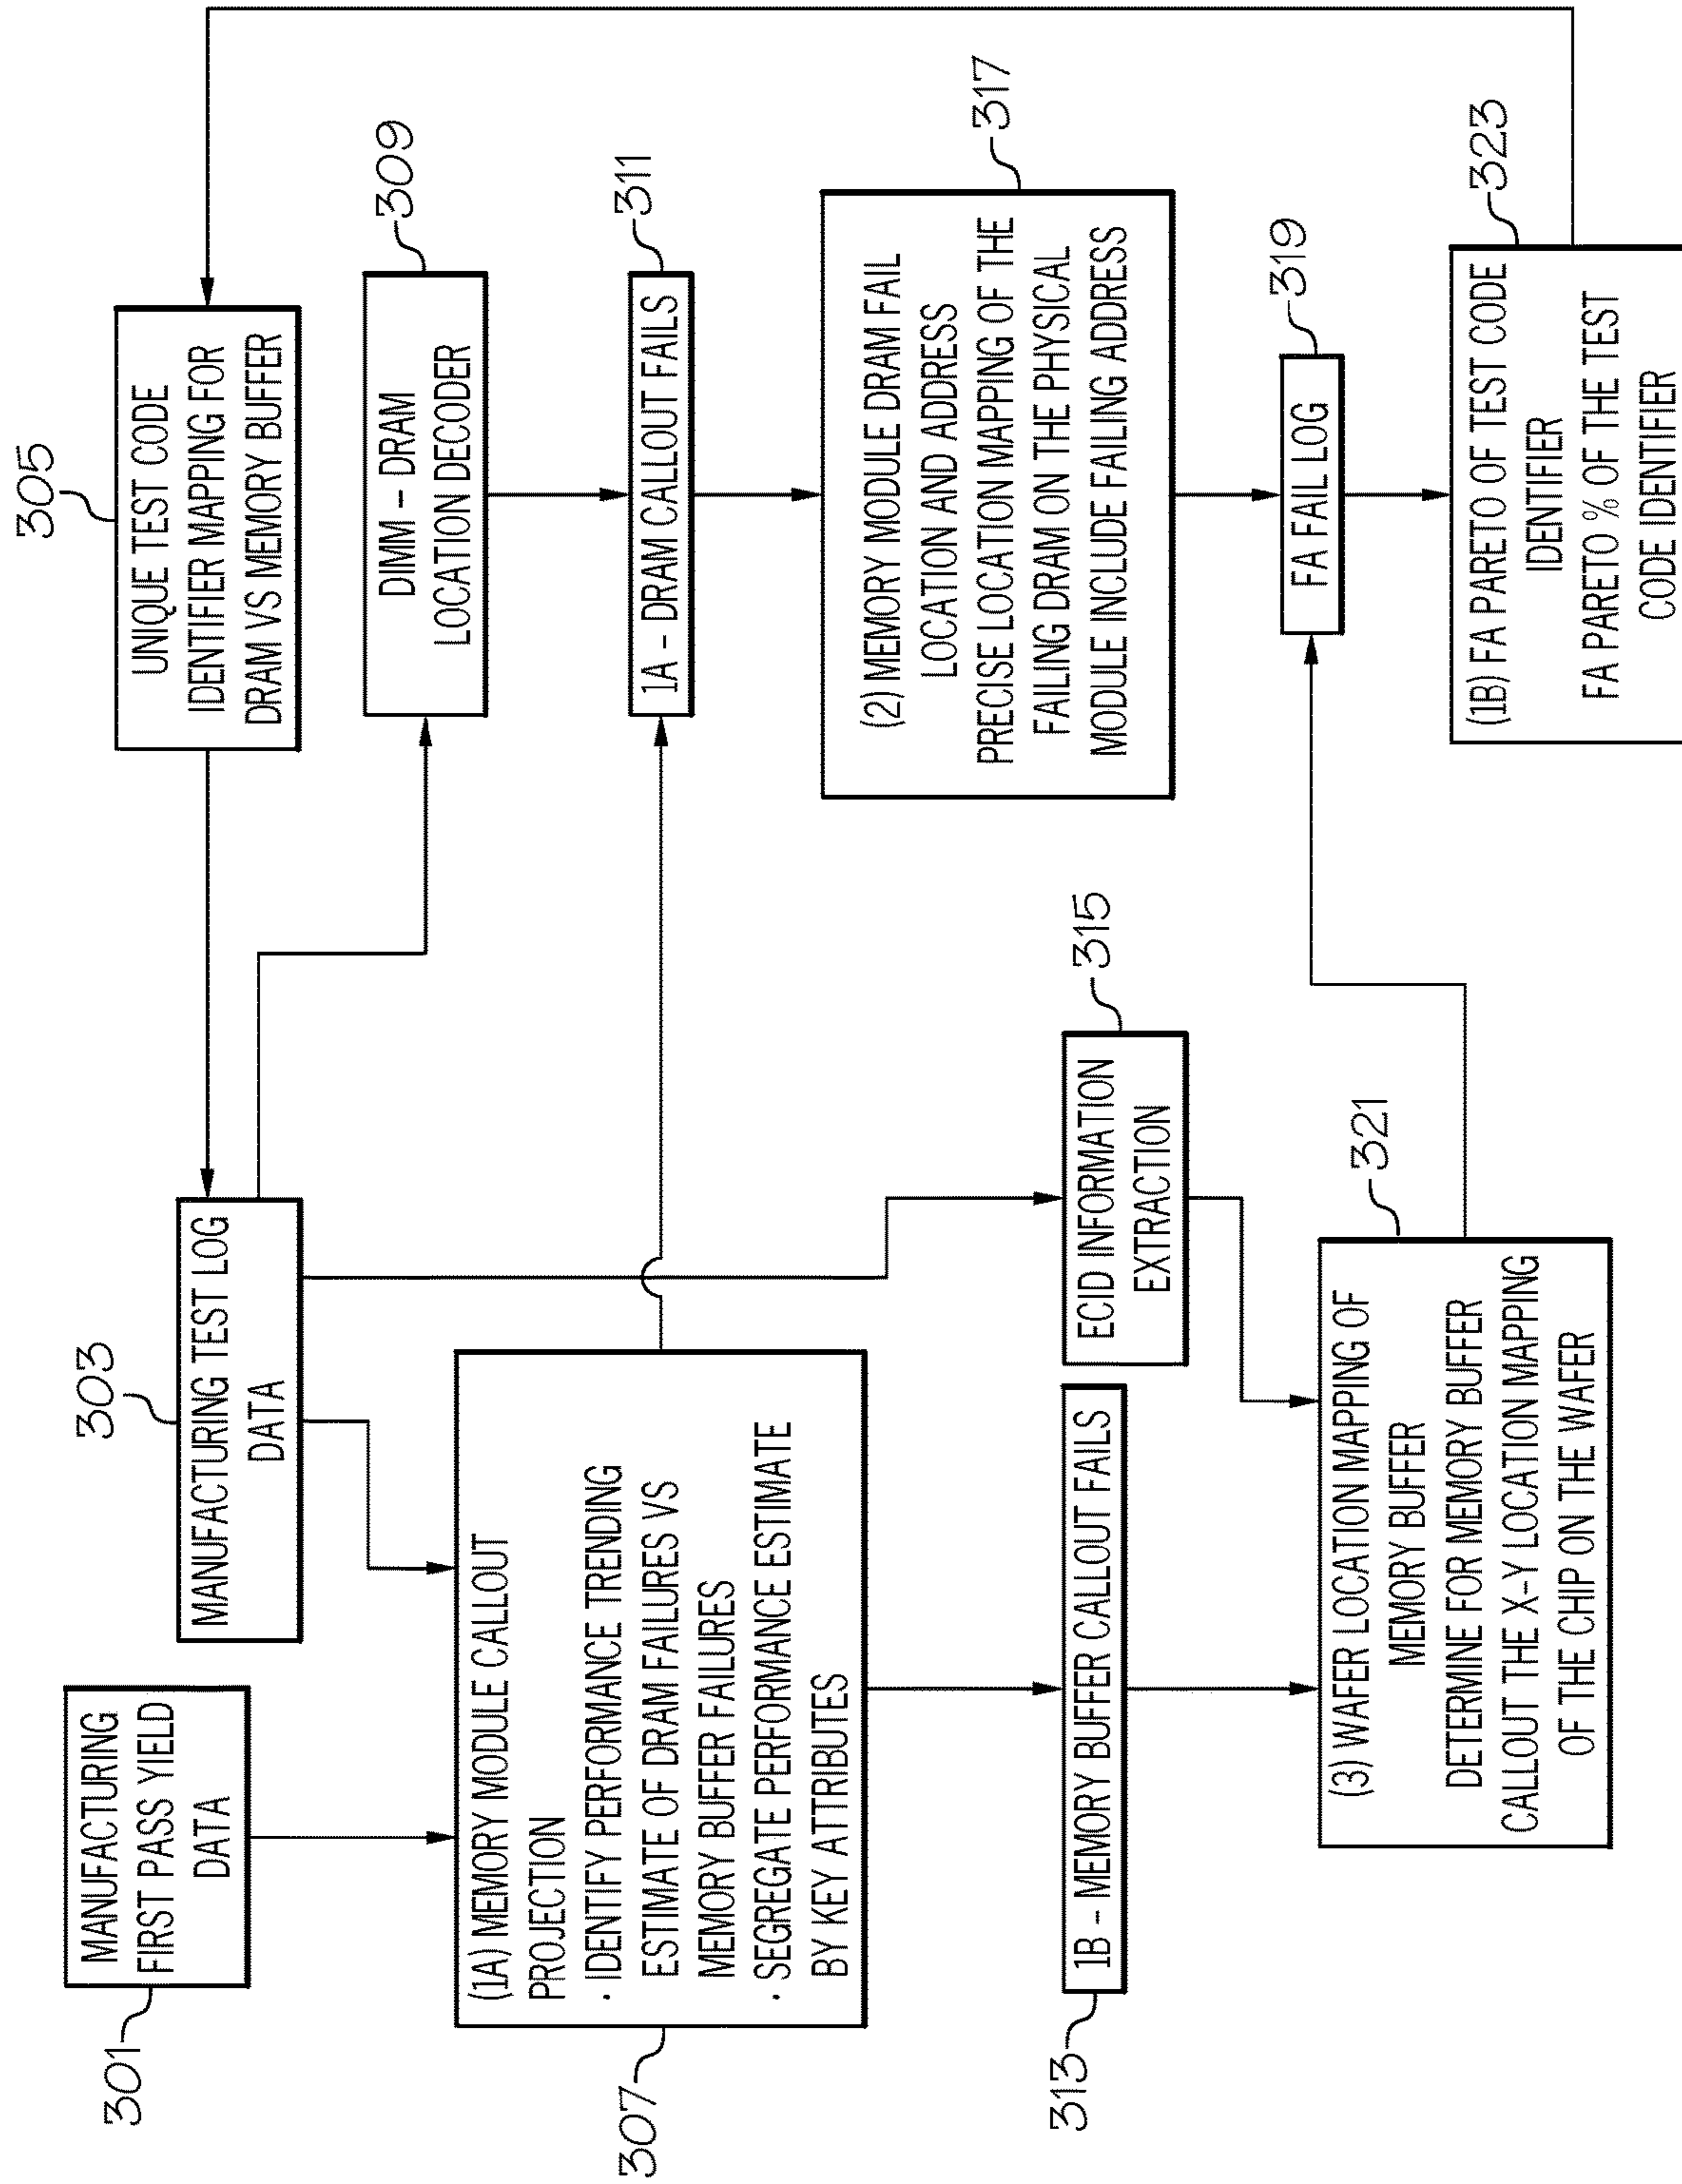 301
MANUFACTURING
FIRST PASS YIELD
DATA
303
MANUFACTURING TEST LOG
DATA
305
UNIQUE TEST CODE
IDENTIFIER MAPPING FOR
DRAM VS MEMORY BUFFER
307
(1A) MEMORY MODULE CALLOUT
PROJECTION
· IDENTIFY PERFORMANCE TRENDING
ESTIMATE OF DRAM FAILURES VS
MEMORY BUFFER FAILURES
· SEGREGATE PERFORMANCE ESTIMATE
BY KEY ATTRIBUTES
309
DIMM - DRAM
LOCATION DECODER
311
1A - DRAM CALLOUT FAILS
313
1B - MEMORY BUFFER CALLOUT FAILS
315
ECID INFORMATION
EXTRACTION
317
(2) MEMORY MODULE DRAM FAIL
LOCATION AND ADDRESS
PRECISE LOCATION MAPPING OF THE
FAILING DRAM ON THE PHYSICAL
MODULE INCLUDE FAILING ADDRESS
319
FA FAIL LOG
321
(3) WAFER LOCATION MAPPING OF
MEMORY BUFFER
DETERMINE FOR MEMORY BUFFER
CALLOUT THE X-Y LOCATION MAPPING
OF THE CHIP ON THE WAFER
323
(1B) FA PARETO OF TEST CODE
IDENTIFIER
FA PARETO % OF THE TEST
CODE IDENTIFIER